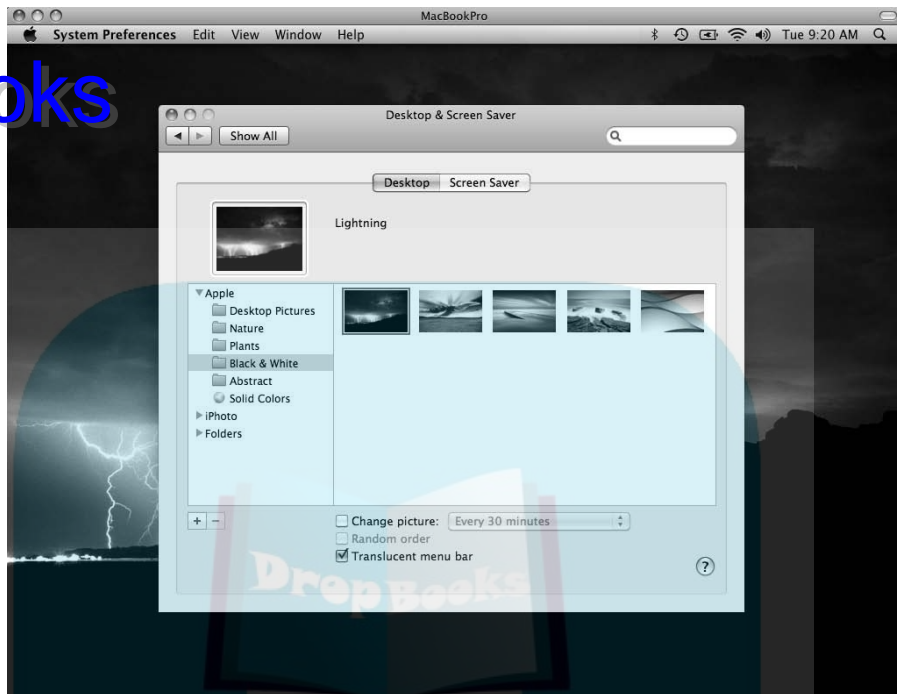 MacBookPro
System Preferences Edit View Window Help Tue 9:20 AM
oks
Desktop & Screen Saver
Show All
Desktop Screen Saver
Lightning
Apple
Desktop Pictures
Nature
Plants
Black & White
Abstract
Solid Colors
iPhoto
Folders
+ −
Change picture: Every 30 minutes
Random order
Translucent menu bar
?
DropBooks